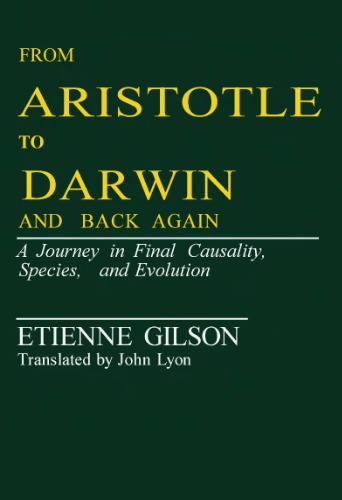 FROM
ARISTOTLE
TO
DARWIN
AND BACK AGAIN
A Journey in Final Causality,
Species, and Evolution
ETIENNE GILSON
Translated by John Lyon